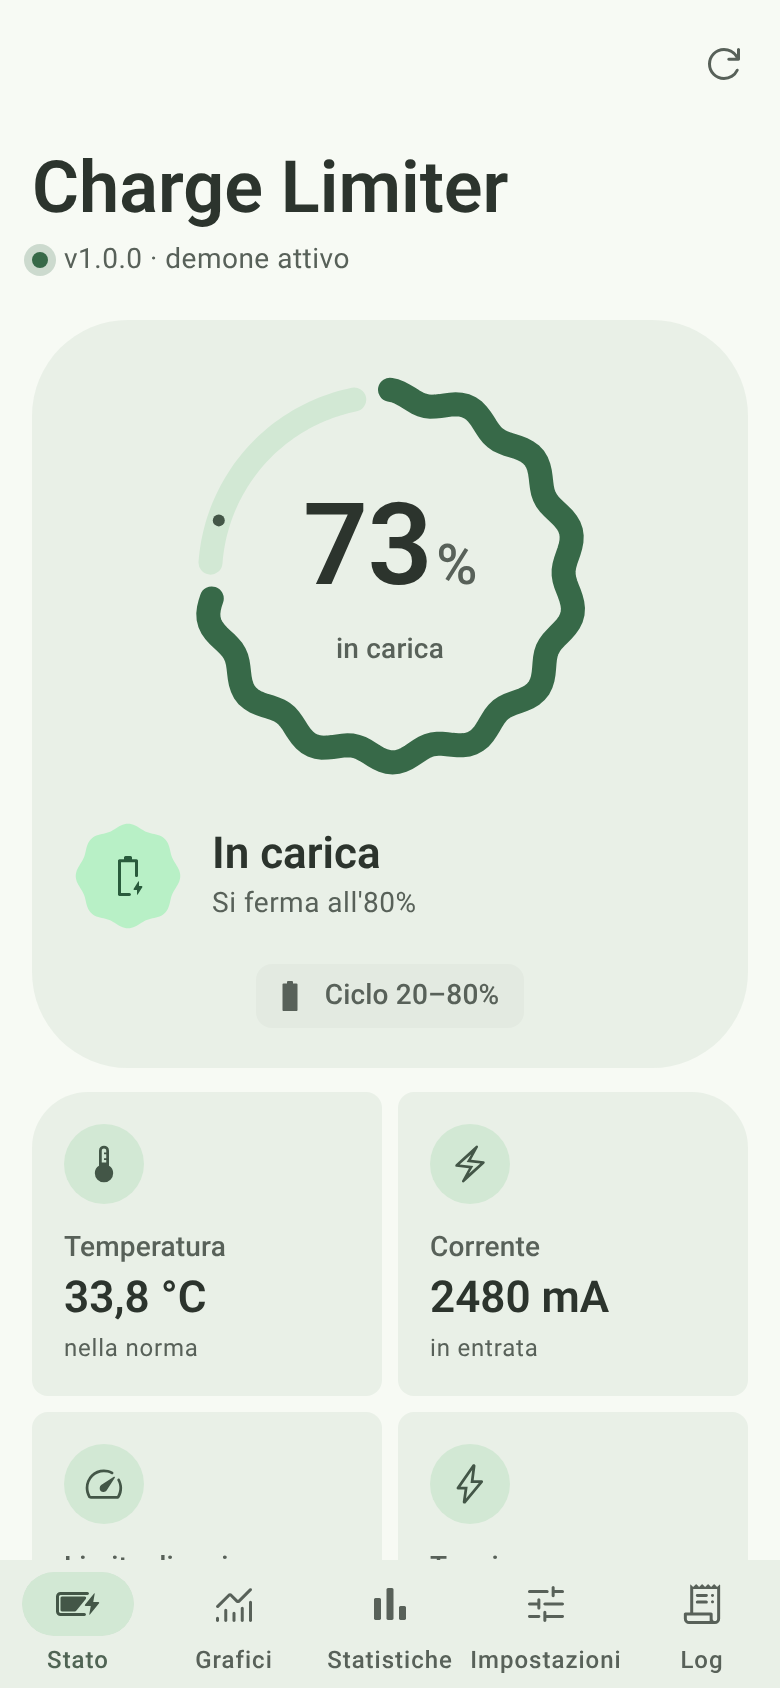 Charge Limiter
v1.0.0 · demone attivo
73%
in carica
In carica
Si ferma all'80%
Ciclo 20–80%
Temperatura
33,8 °C
nella norma
Corrente
2480 mA
in entrata
Stato
Grafici
Statistiche
Impostazioni
Log